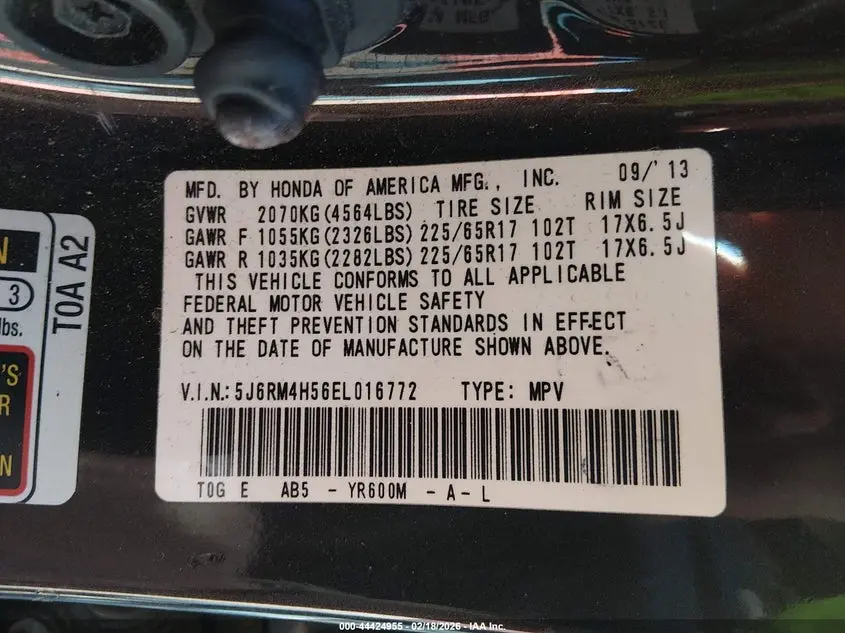 MFD. BY HONDA OF AMERICA MFG., INC. 09/'13
GVWR 2070KG(4564LBS) TIRE SIZE RIM SIZE
GAWR F 1055KG(2326LBS) 225/65R17 102T 17X6.5J
GAWR R 1035KG(2282LBS) 225/65R17 102T 17X6.5J
THIS VEHICLE CONFORMS TO ALL APPLICABLE
FEDERAL MOTOR VEHICLE SAFETY
AND THEFT PREVENTION STANDARDS IN EFFECT
ON THE DATE OF MANUFACTURE SHOWN ABOVE.
V.I.N.:5J6RM4H56EL016772 TYPE: MPV
T0G E AB5 - YR600M - A - L
N
3
lbs.
'S
R
N
T0A A2
000-44424955 - 02/18/2026 - IAA Inc.